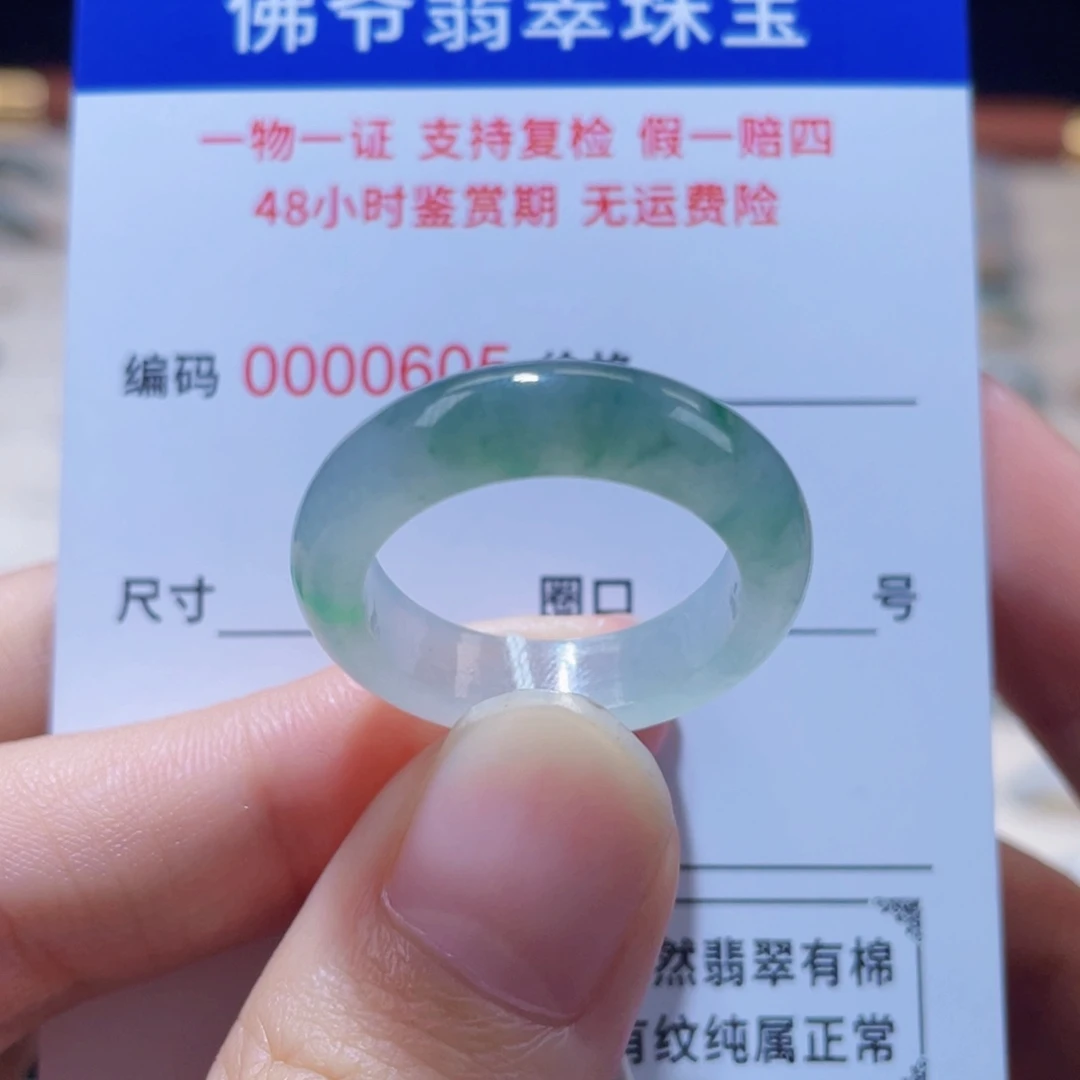 佛爷翡翠珠宝
一物一证 支持复检 假一赔四
48小时鉴赏期 无运费险
编码 0000605 价格
尺寸 圈口 号
然翡翠有棉
有纹纯属正常